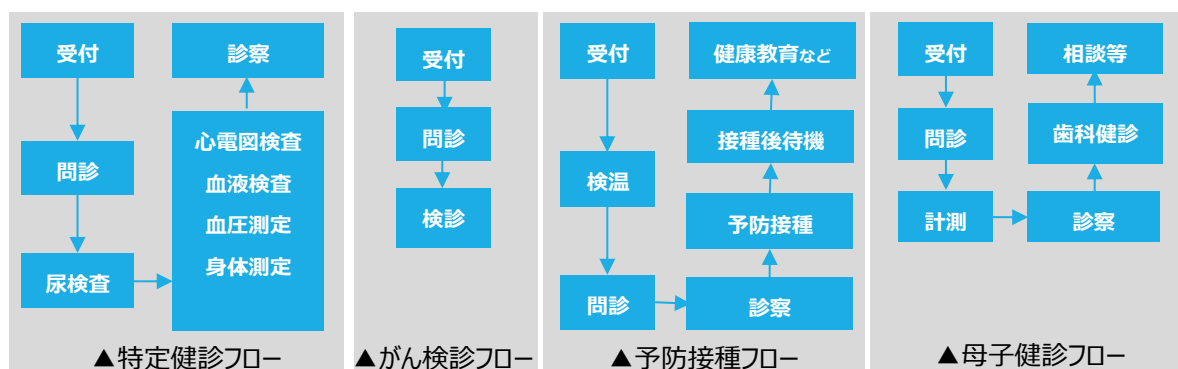 受付
問診
尿検査
心電図検査
血液検査
血圧測定
身体測定
診察
▲特定健診フロー
受付
問診
検診
▲がん検診フロー
受付
検温
問診
診察
予防接種
接種後待機
健康教育など
▲予防接種フロー
受付
問診
計測
診察
歯科健診
相談等
▲母子健診フロー